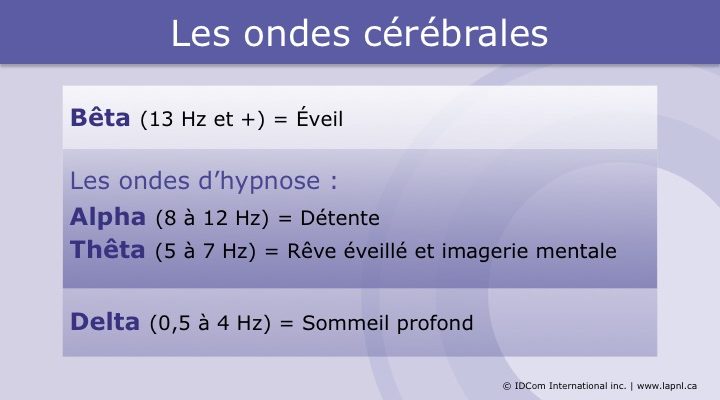 Les ondes cérébrales
Bêta (13 Hz et +) = Éveil
Les ondes d’hypnose :
Alpha (8 à 12 Hz) = Détente
Thêta (5 à 7 Hz) = Rêve éveillé et imagerie mentale
Delta (0,5 à 4 Hz) = Sommeil profond
© IDCom International inc. | www.lapnl.ca